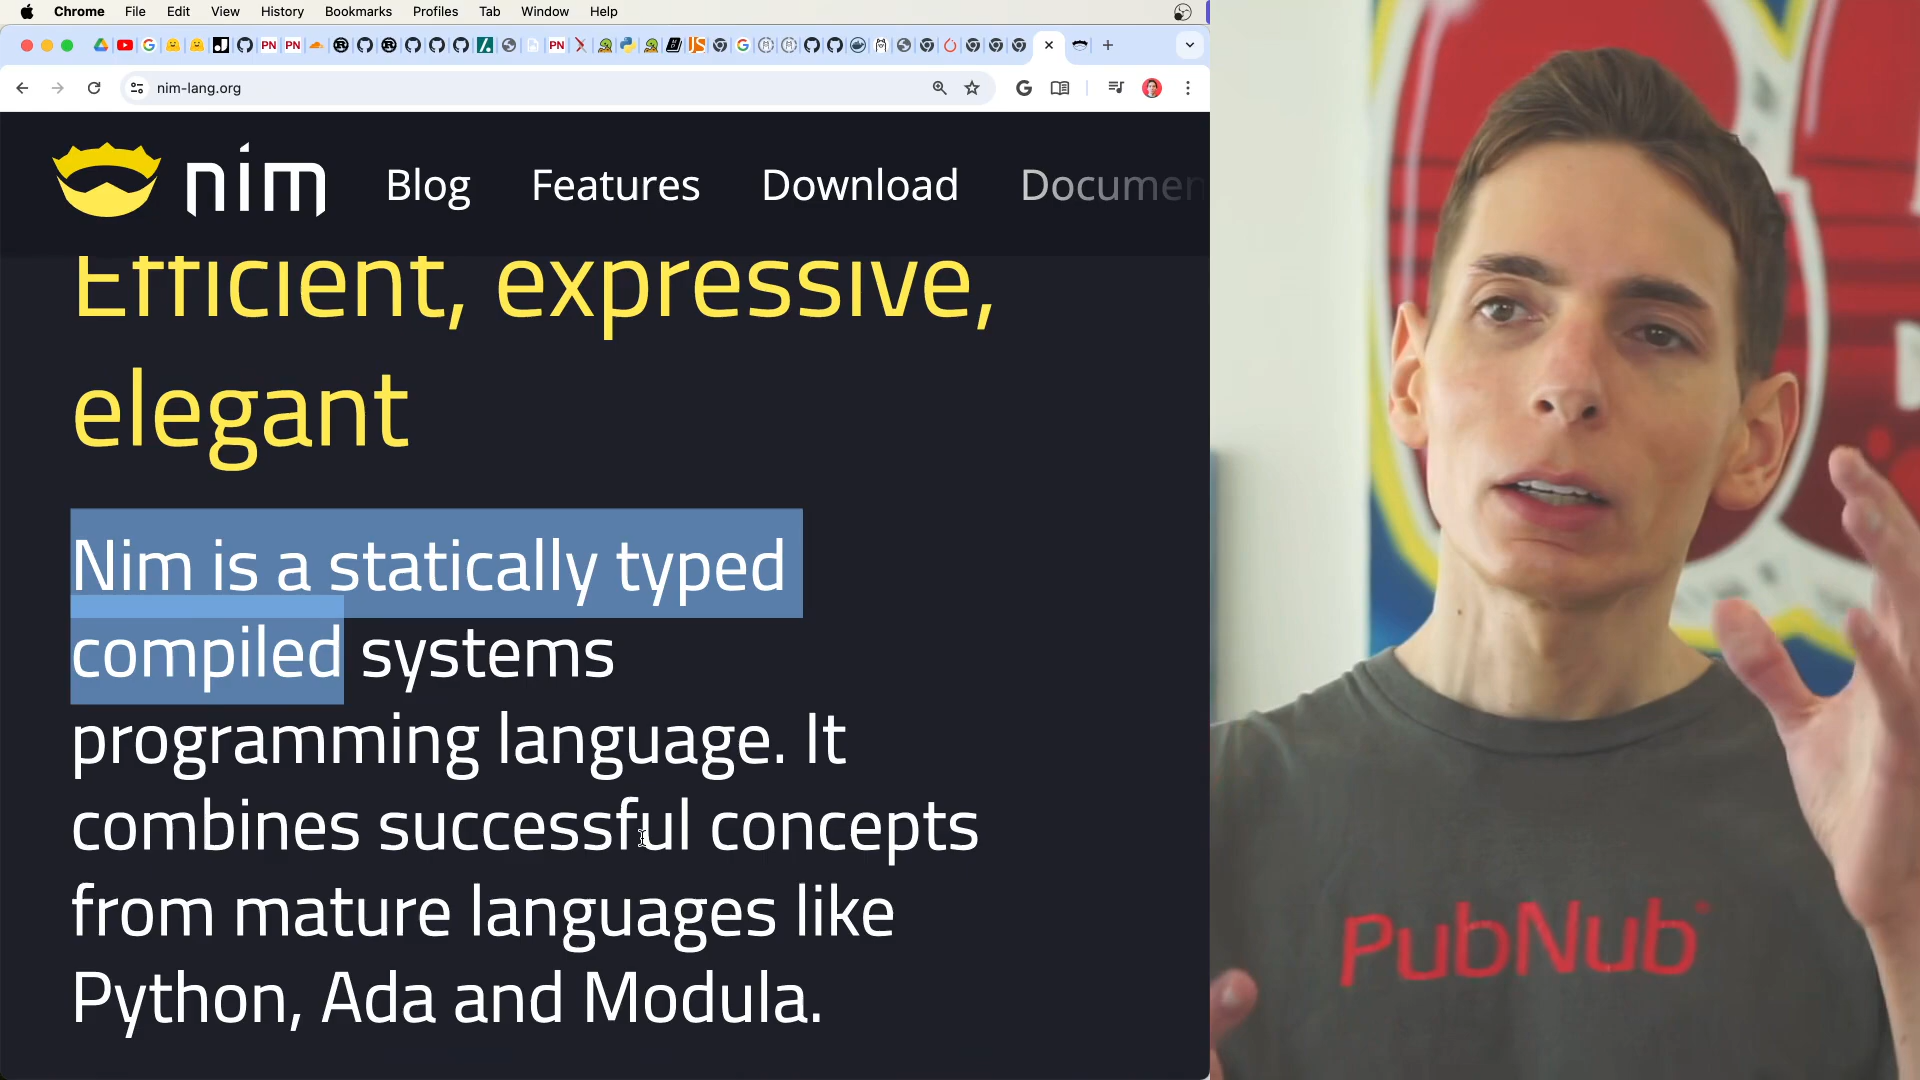 Chrome File Edit View History Bookmarks Profiles Tab Window Help
nim-lang.org
nim Blog Features Download Documen
Efficient, expressive,
elegant
Nim is a statically typed
compiled systems
programming language. It
combines successful concepts
from mature languages like
Python, Ada and Modula.
PubNub